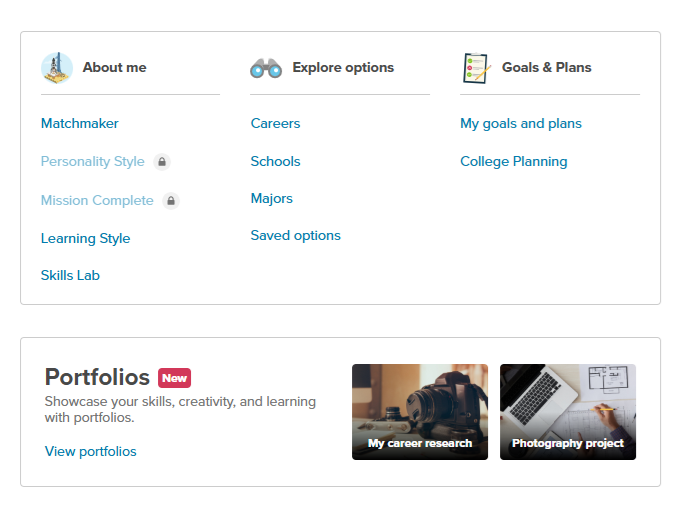 About me
Matchmaker
Personality Style
Mission Complete
Learning Style
Skills Lab
Explore options
Careers
Schools
Majors
Saved options
Goals & Plans
My goals and plans
College Planning
Portfolios New
Showcase your skills, creativity, and learning
with portfolios.
View portfolios
My career research
Photography project